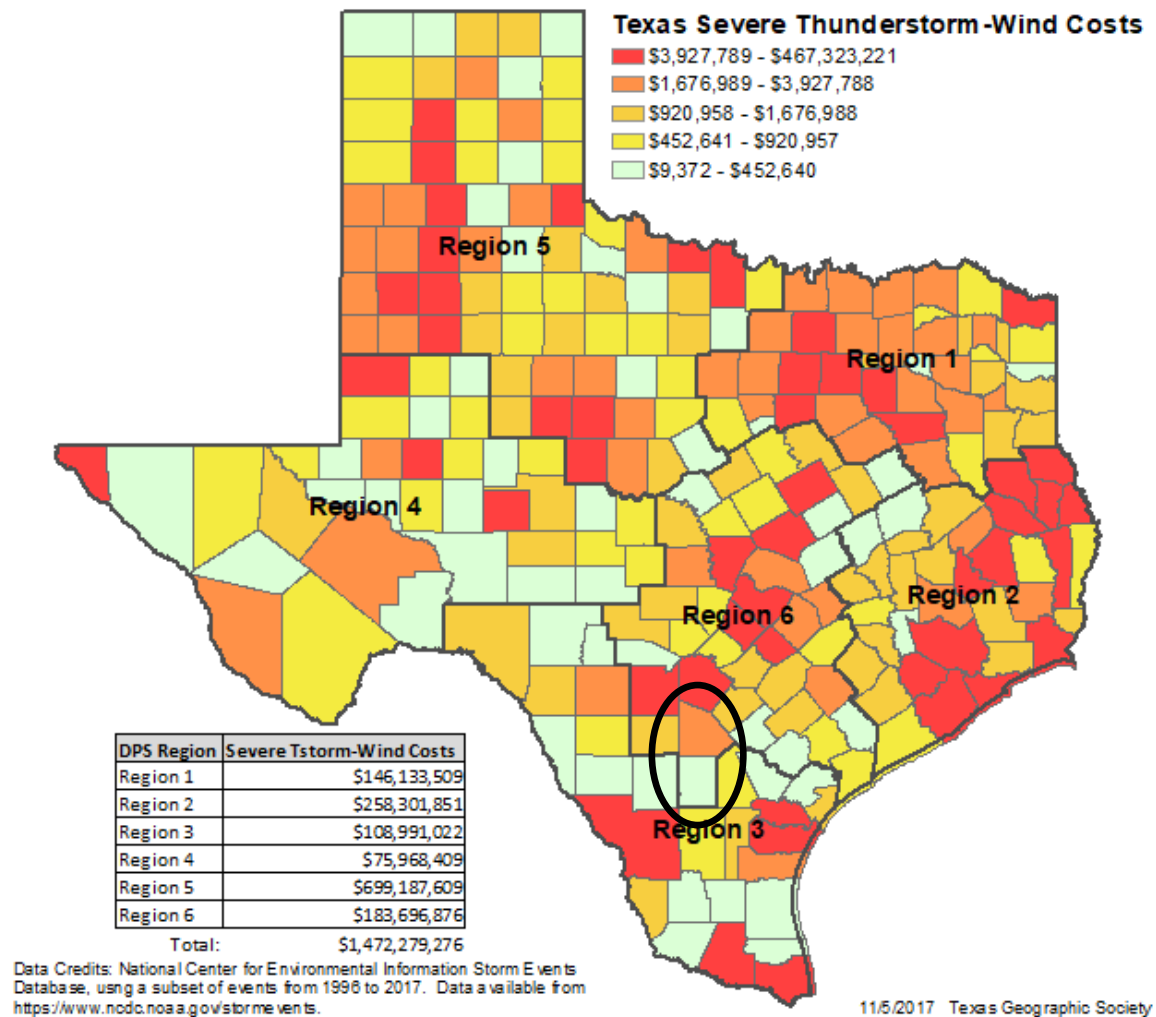 Texas Severe Thunderstorm-Wind Costs
$3,927,789 - $467,323,221
$1,676,989 - $3,927,788
$920,958 - $1,676,988
$452,641 - $920,957
$9,372 - $452,640
Region 5
Region 1
Region 4
Region 2
Region 6
Region 3
DPS Region Severe Tstorm-Wind Costs
Region 1 $146,133,509
Region 2 $258,301,851
Region 3 $108,991,022
Region 4 $75,968,409
Region 5 $699,187,609
Region 6 $183,696,876
Total: $1,472,279,276
Data Credits: National Center for Environmental Information Storm Events
Database, usng a subset of events from 1996 to 2017. Data available from
https://www.ncdc.noaa.gov/stormevents.
11/5/2017 Texas Geographic Society